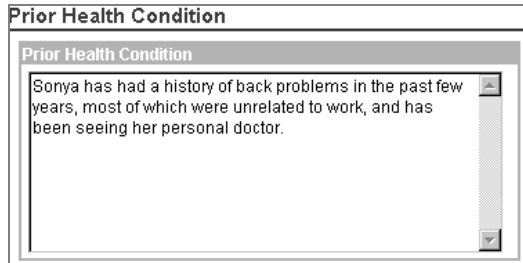 Prior Health Condition
Prior Health Condition
Sonya has had a history of back problems in the past few
years, most of which were unrelated to work, and has
been seeing her personal doctor.